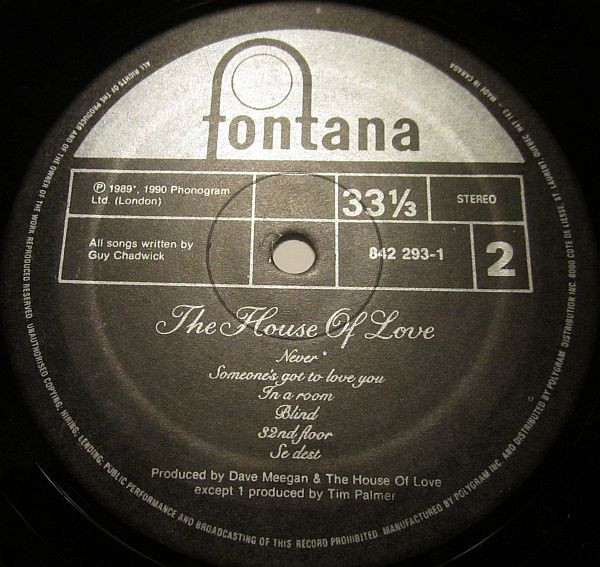 fontana
℗ 1989*, 1990 Phonogram
Ltd. (London)
33⅓
STEREO
All songs written by
Guy Chadwick
842 293-1
2
The House Of Love
Never *
Someone's got to love you
In a room
Blind
32nd floor
Se dest
Produced by Dave Meegan & The House Of Love
except 1 produced by Tim Palmer
ALL RIGHTS OF THE PRODUCER AND OF THE OWNER OF THE WORK REPRODUCED RESERVED. UNAUTHORISED COPYING, HIRING, LENDING, PUBLIC PERFORMANCE AND BROADCASTING OF THIS RECORD PROHIBITED. MANUFACTURED BY POLYGRAM INC. AND DISTRIBUTED BY POLYGRAM DISTRIBUTION INC. 6000 COTE DE LIESSE, ST. LAURENT, QUEBEC H4T 1E3 - MADE IN CANADA